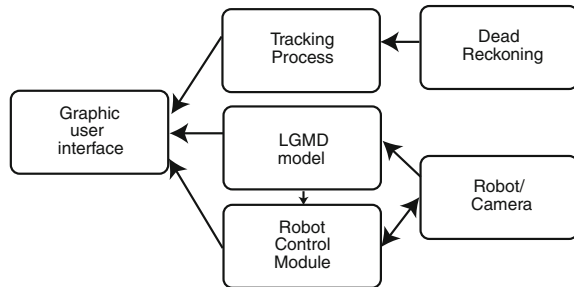 Tracking
Process
Dead
Reckoning
Graphic
user
interface
LGMD
model
Robot/
Camera
Robot
Control
Module